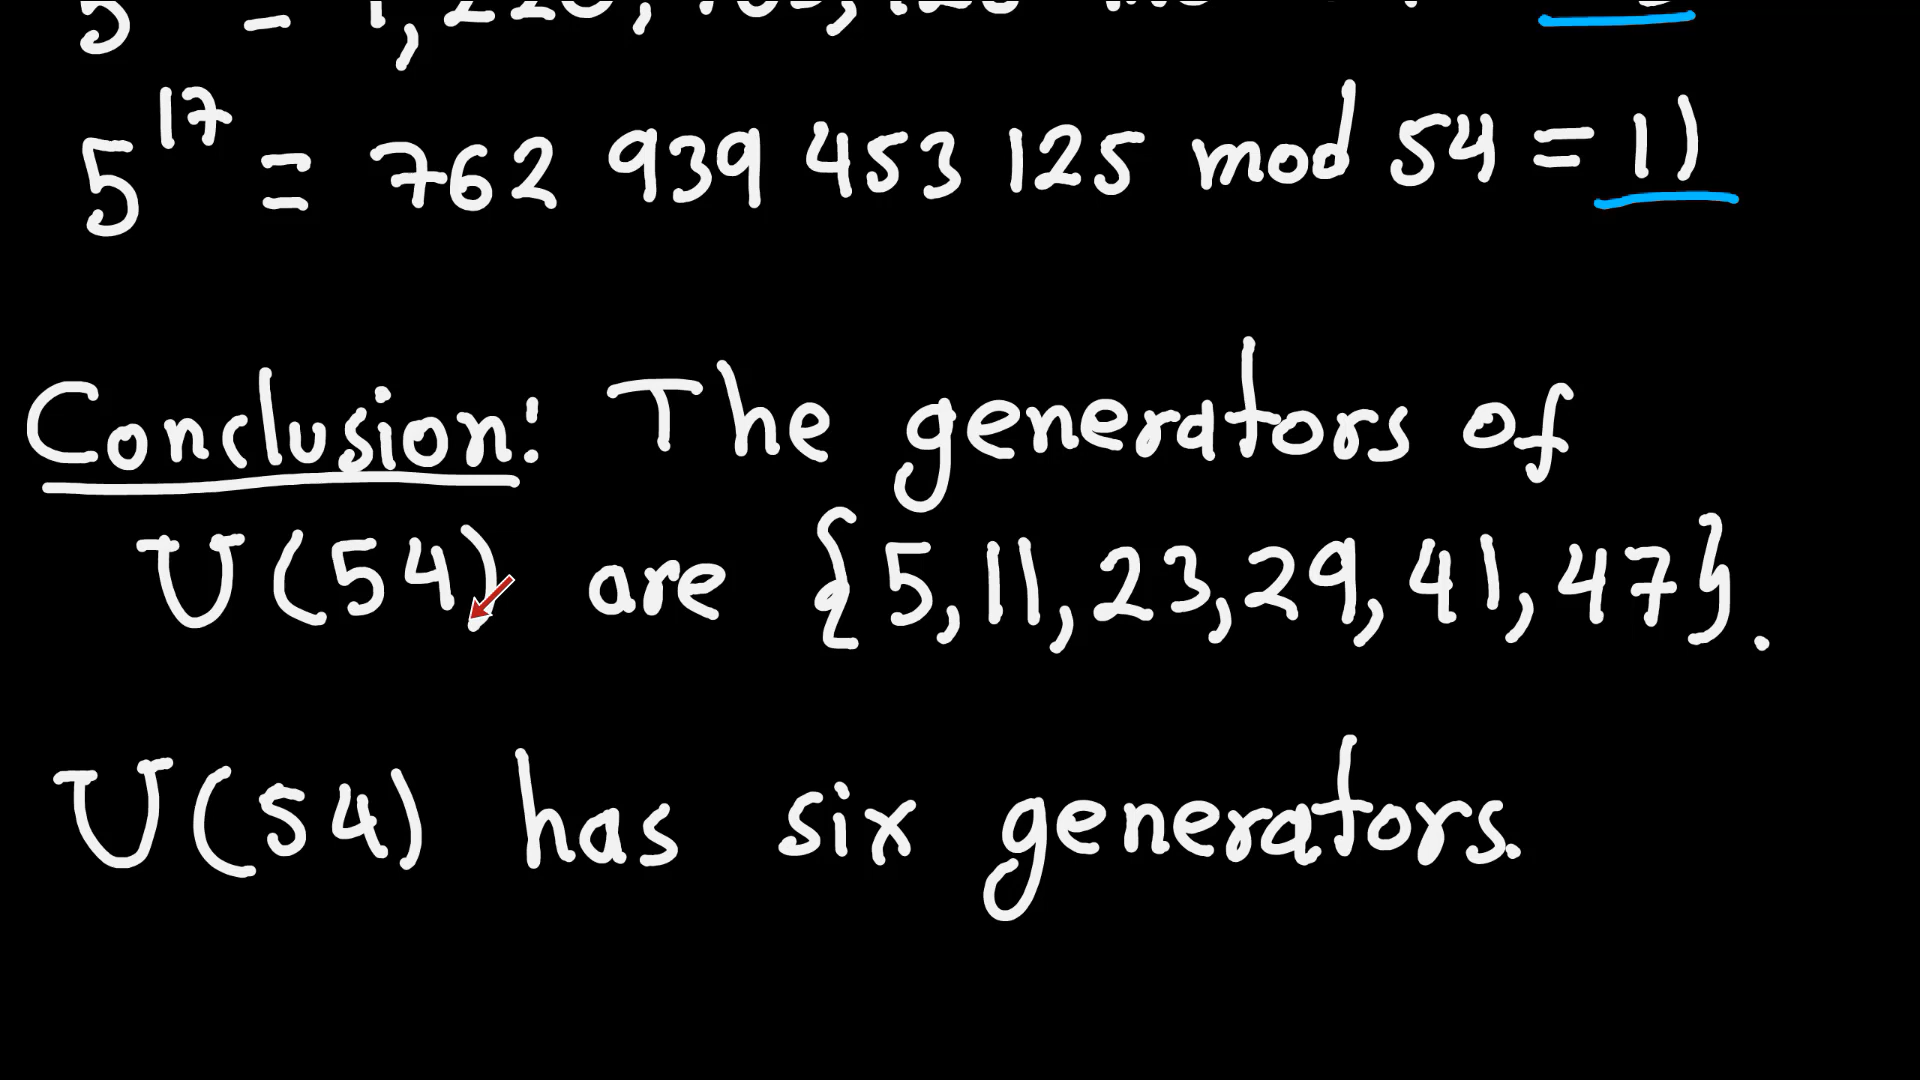 5¹⁷ = 762 939 453 125 mod 54 = 11
Conclusion: The generators of
U(54) are {5, 11, 23, 29, 41, 47}.
U(54) has six generators.